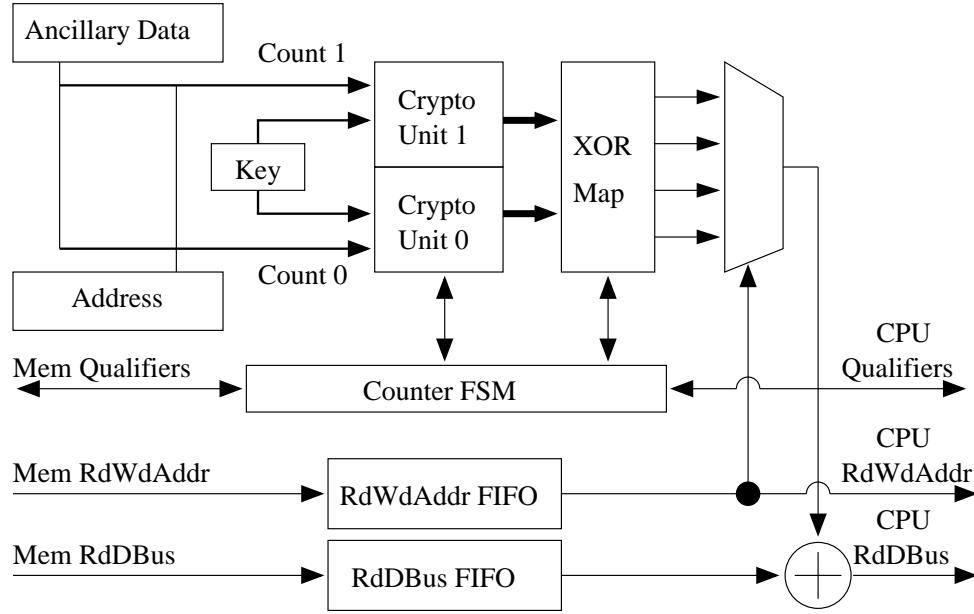 Ancillary Data
Count 1
Crypto
Unit 1
XOR
Map
Key
Crypto
Unit 0
Count 0
Address
Mem Qualifiers
Counter FSM
CPU
Qualifiers
Mem RdWdAddr
RdWdAddr FIFO
CPU
RdWdAddr
Mem RdDBus
RdDBus FIFO
CPU
RdDBus